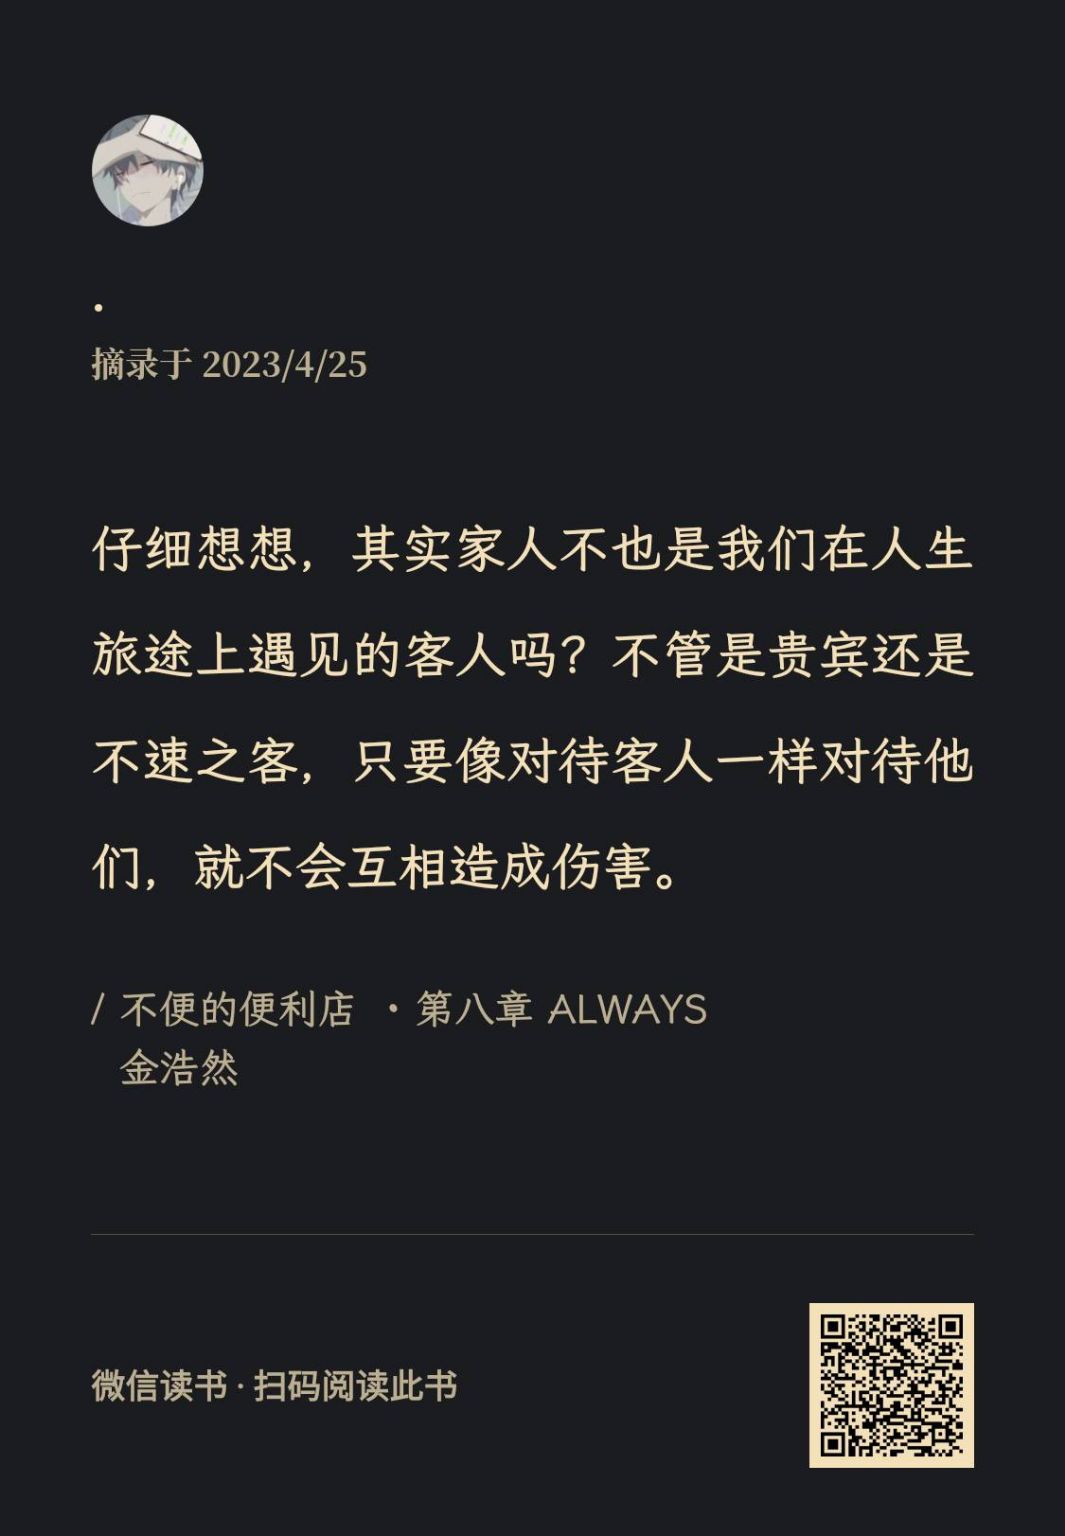 .
摘录于 2023/4/25
仔细想想，其实家人不也是我们在人生
旅途上遇见的客人吗？不管是贵宾还是
不速之客，只要像对待客人一样对待他
们，就不会互相造成伤害。
/ 不便的便利店 ・第八章 ALWAYS
金浩然
微信读书 · 扫码阅读此书